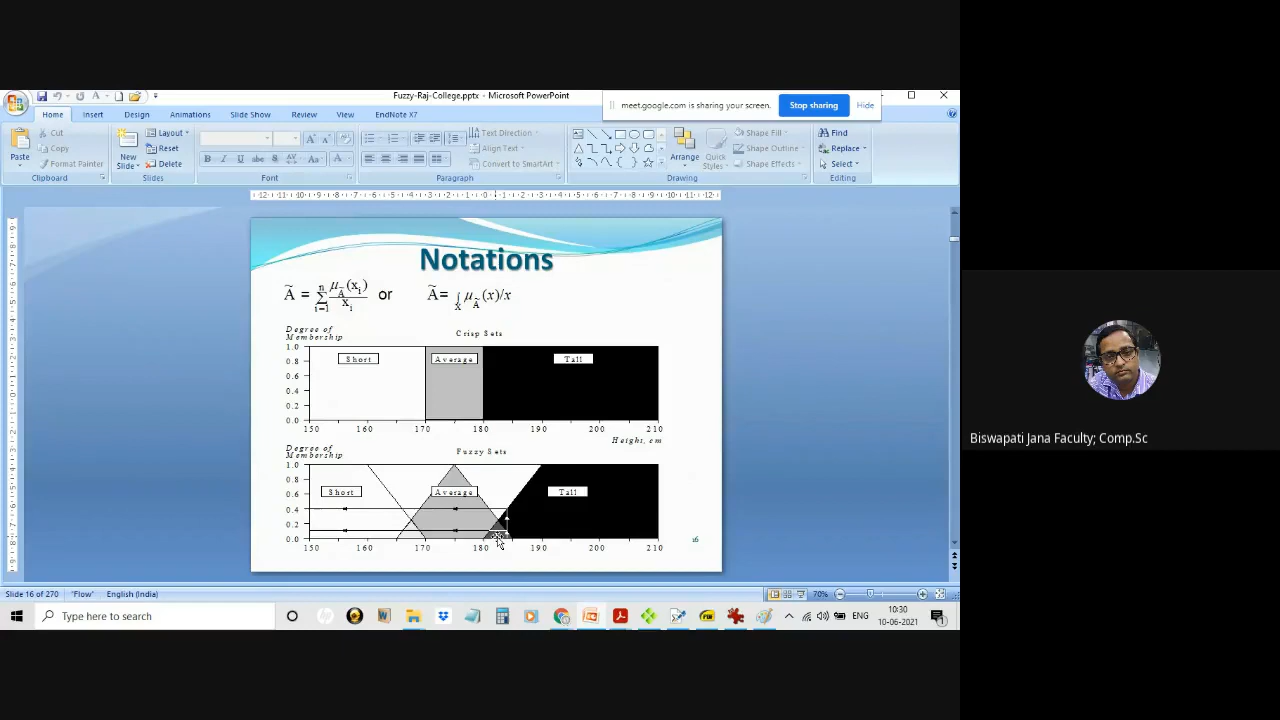 Fuzzy-Raj-College.pptx - Microsoft PowerPoint
meet.google.com is sharing your screen.
Stop sharing
Hide
Home Insert Design Animations Slide Show Review View EndNote X7
Paste
Cut
Copy
Format Painter
Clipboard
New Slide
Layout
Reset
Delete
Slides
Font
Text Direction
Align Text
Convert to SmartArt
Paragraph
Arrange
Quick Styles
Shape Fill
Shape Outline
Shape Effects
Drawing
Find
Replace
Select
Editing
Notations
Ã = ∑ i=1 n μÃ(xi)/xi or Ã= ∫X μÃ(x)/x
Degree of Membership
Crisp Sets
1.0
0.8
0.6
0.4
0.2
0.0
Short Average Tall
150 160 170 180 190 200 210
Height, cm
Degree of Membership
Fuzzy Sets
1.0
0.8
0.6
0.4
0.2
0.0
Short Average Tall
150 160 170 180 190 200 210
16
Biswapati Jana Faculty; Comp.Sc
Slide 16 of 270 "Flow" English (India)
70%
Type here to search
ENG
10:30
10-06-2021